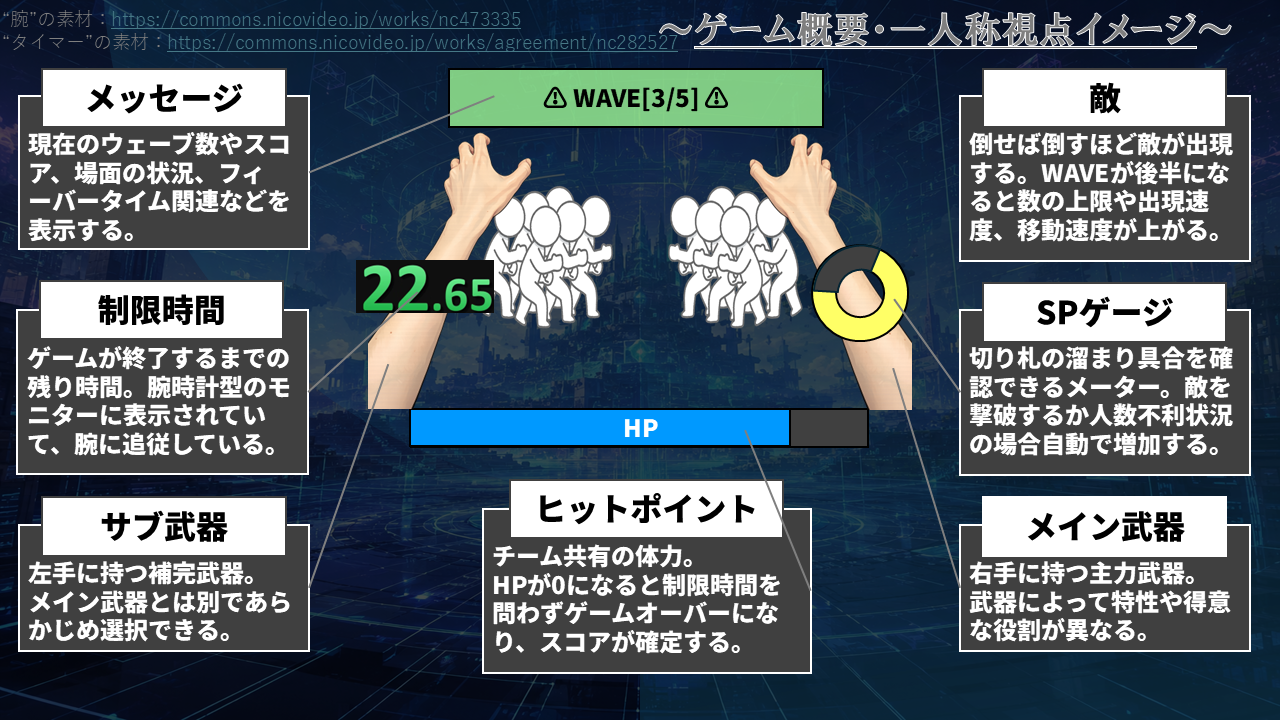 “腕”の素材：https://commons.nicovideo.jp/works/nc473335
“タイマー”の素材：https://commons.nicovideo.jp/works/agreement/nc282527
～ゲーム概要・一人称視点イメージ～
メッセージ
現在のウェーブ数やスコ
ア、場面の状況、フィ
ーバータイム関連などを
表示する。
⚠ WAVE[3/5] ⚠
敵
倒せば倒すほど敵が出現
する。WAVEが後半にな
ると数の上限や出現速
度、移動速度が上がる。
制限時間
ゲームが終了するまでの
残り時間。腕時計型のモ
ニターに表示されてい
て、腕に追従している。
22.65
SPゲージ
切り札の溜まり具合を確
認できるメーター。敵を
撃破するか人数不利状況
の場合自動で増加する。
HP
サブ武器
左手に持つ補完武器。
メイン武器とは別であら
かじめ選択できる。
ヒットポイント
チーム共有の体力。
HPが0になると制限時間を
問わずゲームオーバーにな
り、スコアが確定する。
メイン武器
右手に持つ主力武器。
武器によって特性や得意
な役割が異なる。